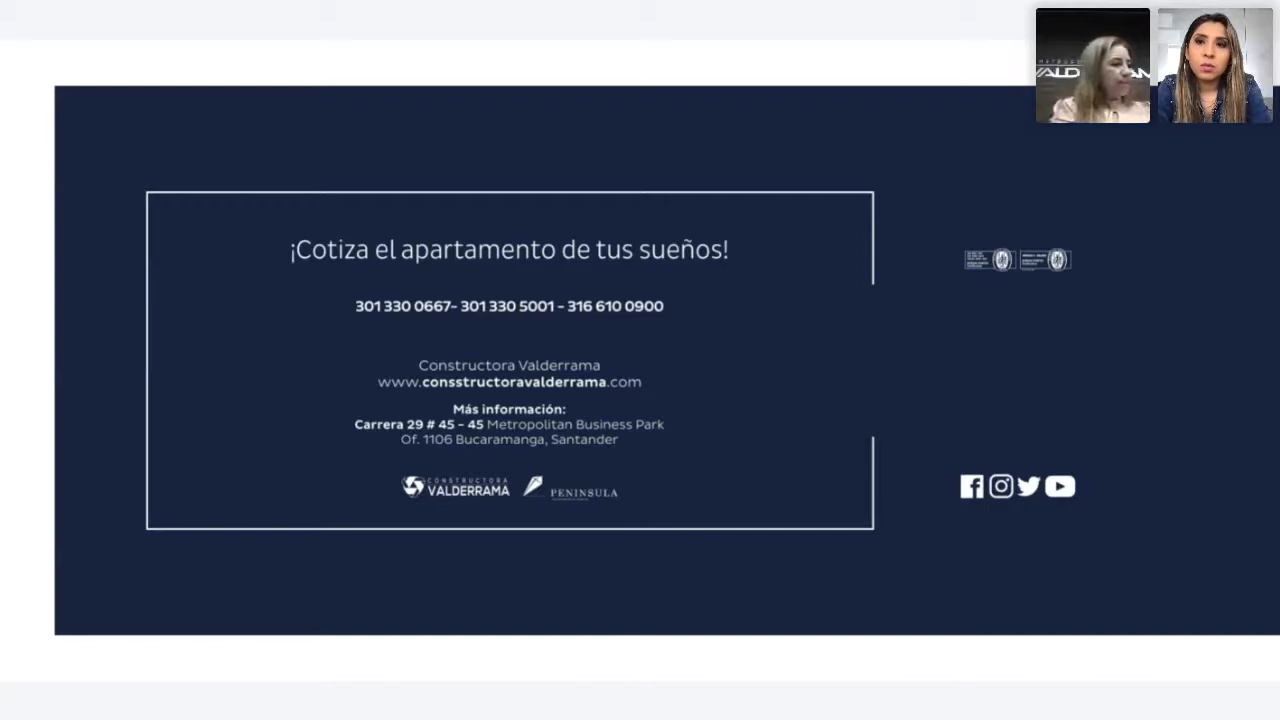 VALD
¡Cotiza el apartamento de tus sueños!
301 330 0667- 301 330 5001 - 316 610 0900
Constructora Valderrama
www.consstructoravalderrama.com
Más información:
Carrera 29 # 45 - 45 Metropolitan Business Park
Of. 1106 Bucaramanga, Santander
CONSTRUCTORA
VALDERRAMA
PENINSULA